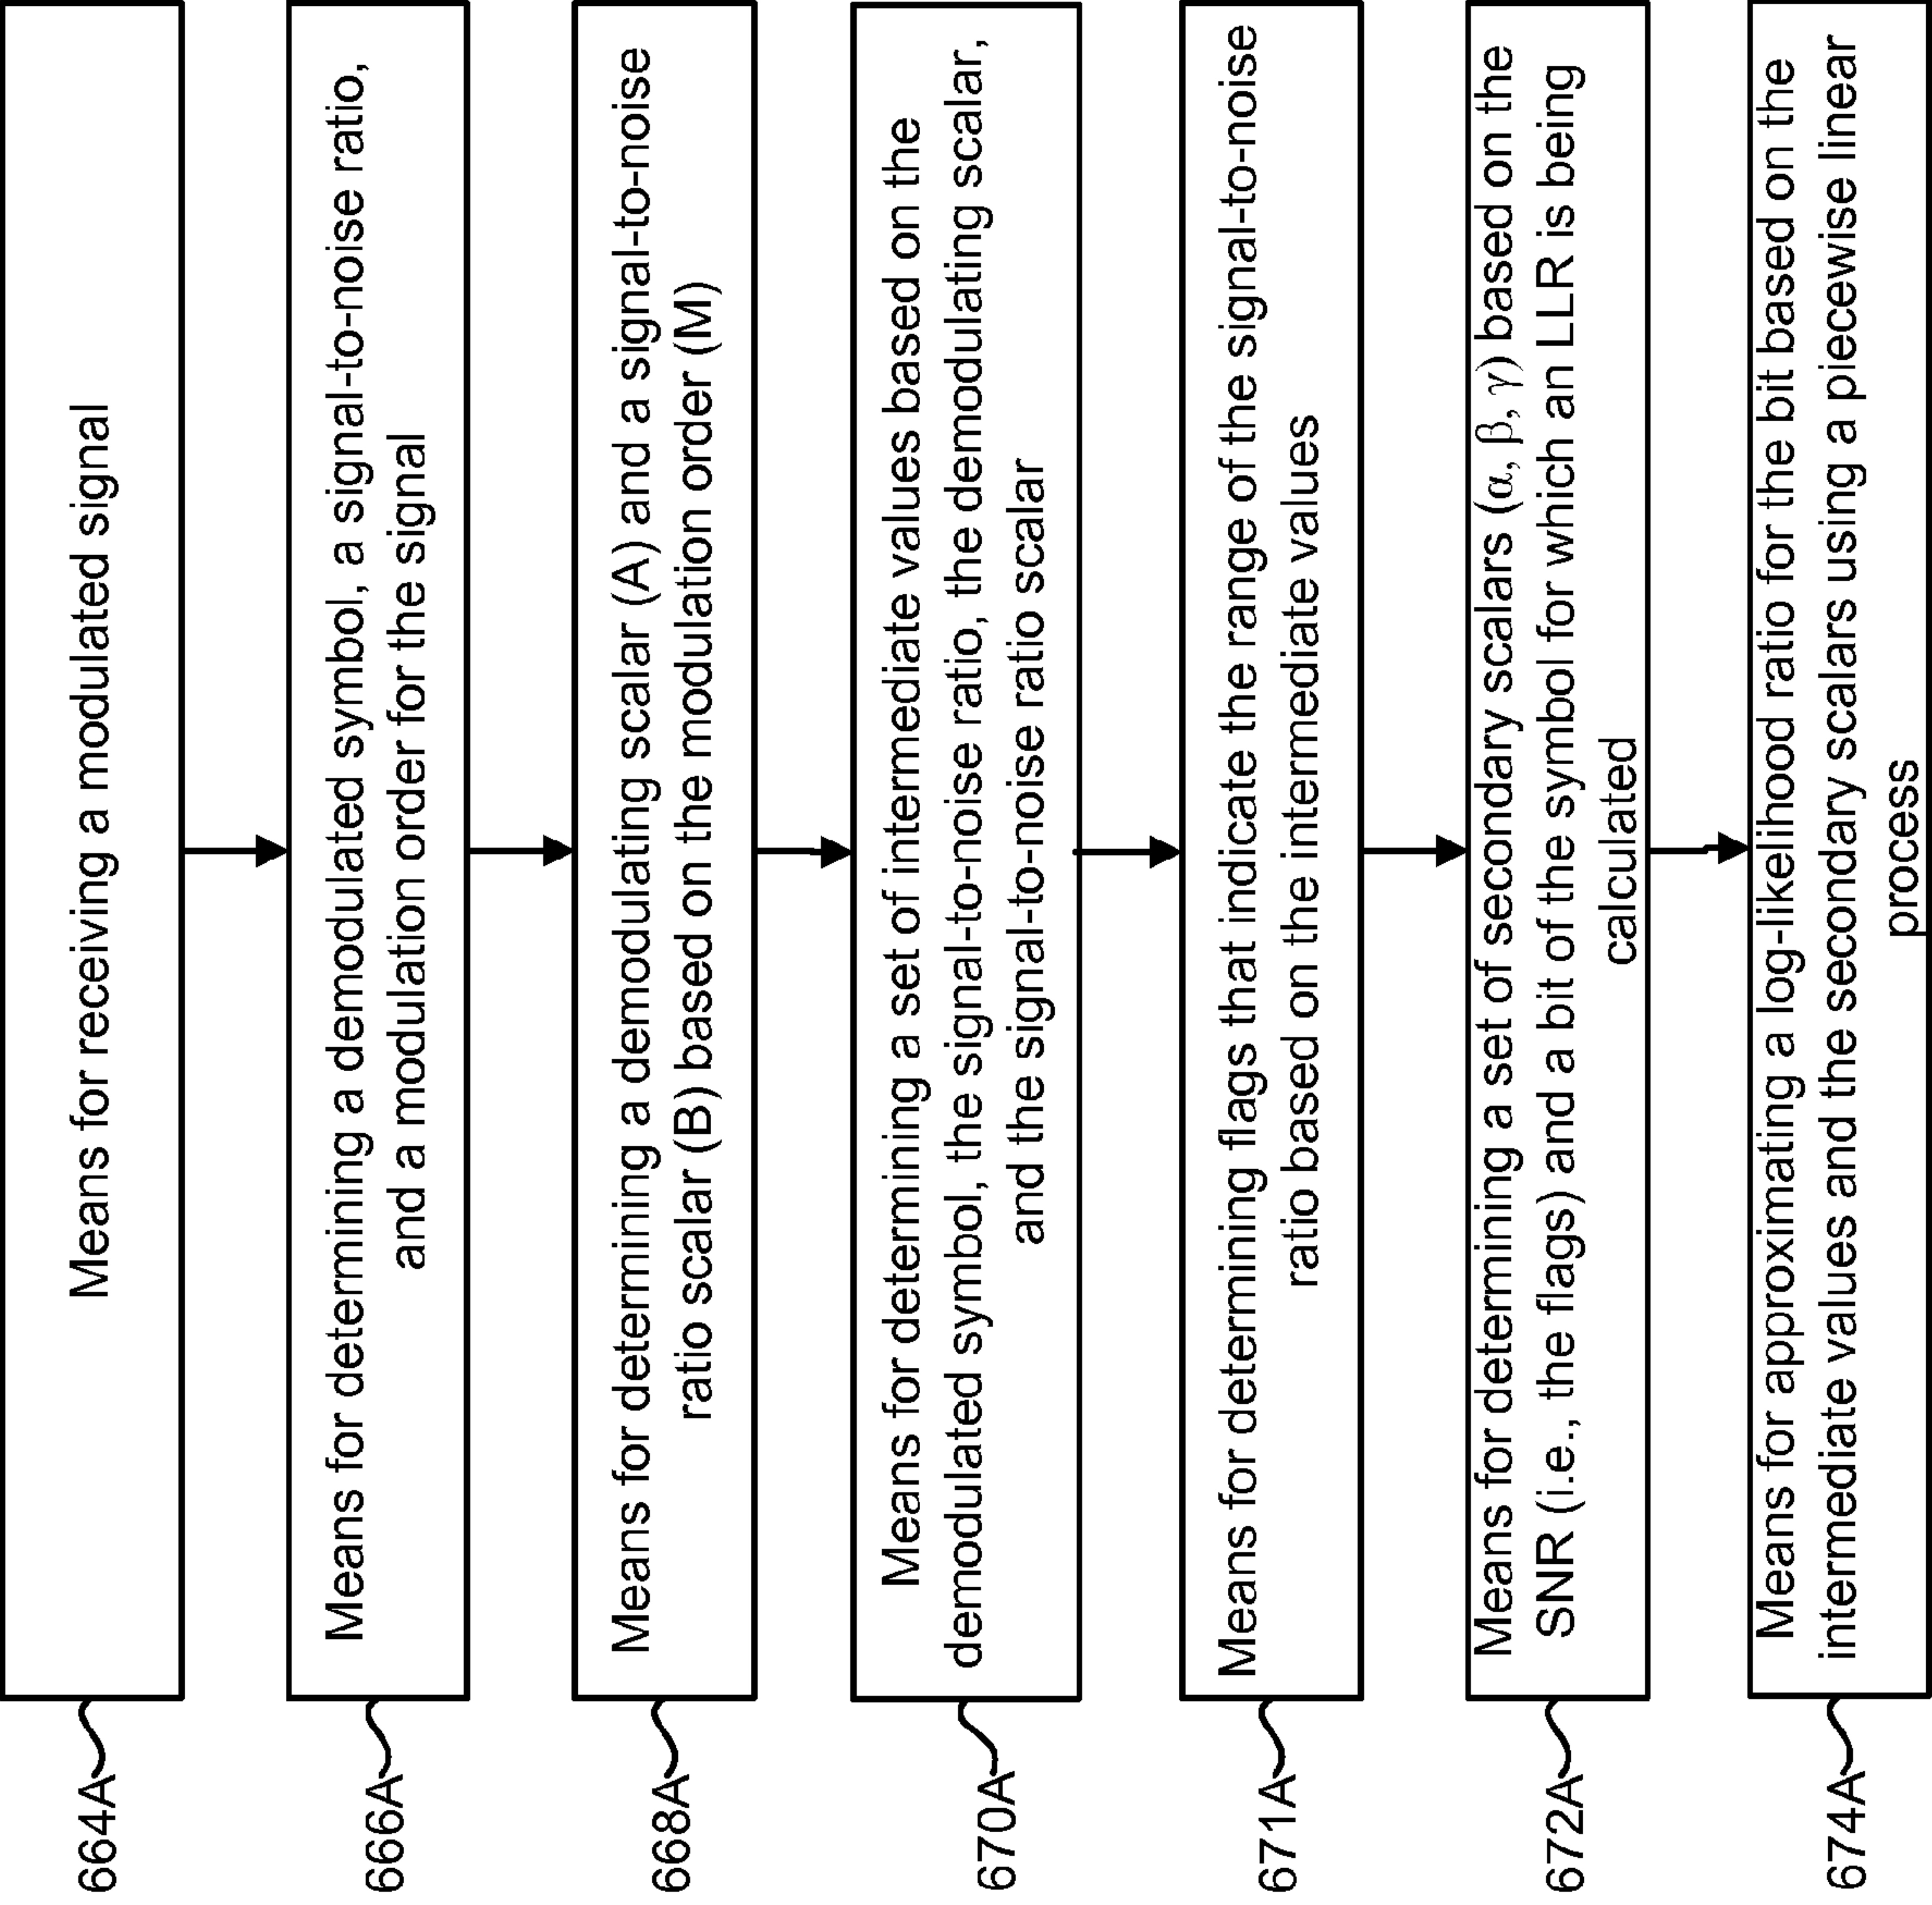 664A
Means for receiving a modulated signal
666A
Means for determining a demodulated symbol, a signal-to-noise ratio,
and a modulation order for the signal
668A
Means for determining a demodulating scalar (A) and a signal-to-noise
ratio scalar (B) based on the modulation order (M)
670A
Means for determining a set of intermediate values based on the
demodulated symbol, the signal-to-noise ratio, the demodulating scalar,
and the signal-to-noise ratio scalar
671A
Means for determining flags that indicate the range of the signal-to-noise
ratio based on the intermediate values
672A
Means for determining a set of secondary scalars (α, β, γ) based on the
SNR (i.e., the flags) and a bit of the symbol for which an LLR is being
calculated
674A
Means for approximating a log-likelihood ratio for the bit based on the
intermediate values and the secondary scalars using a piecewise linear
process